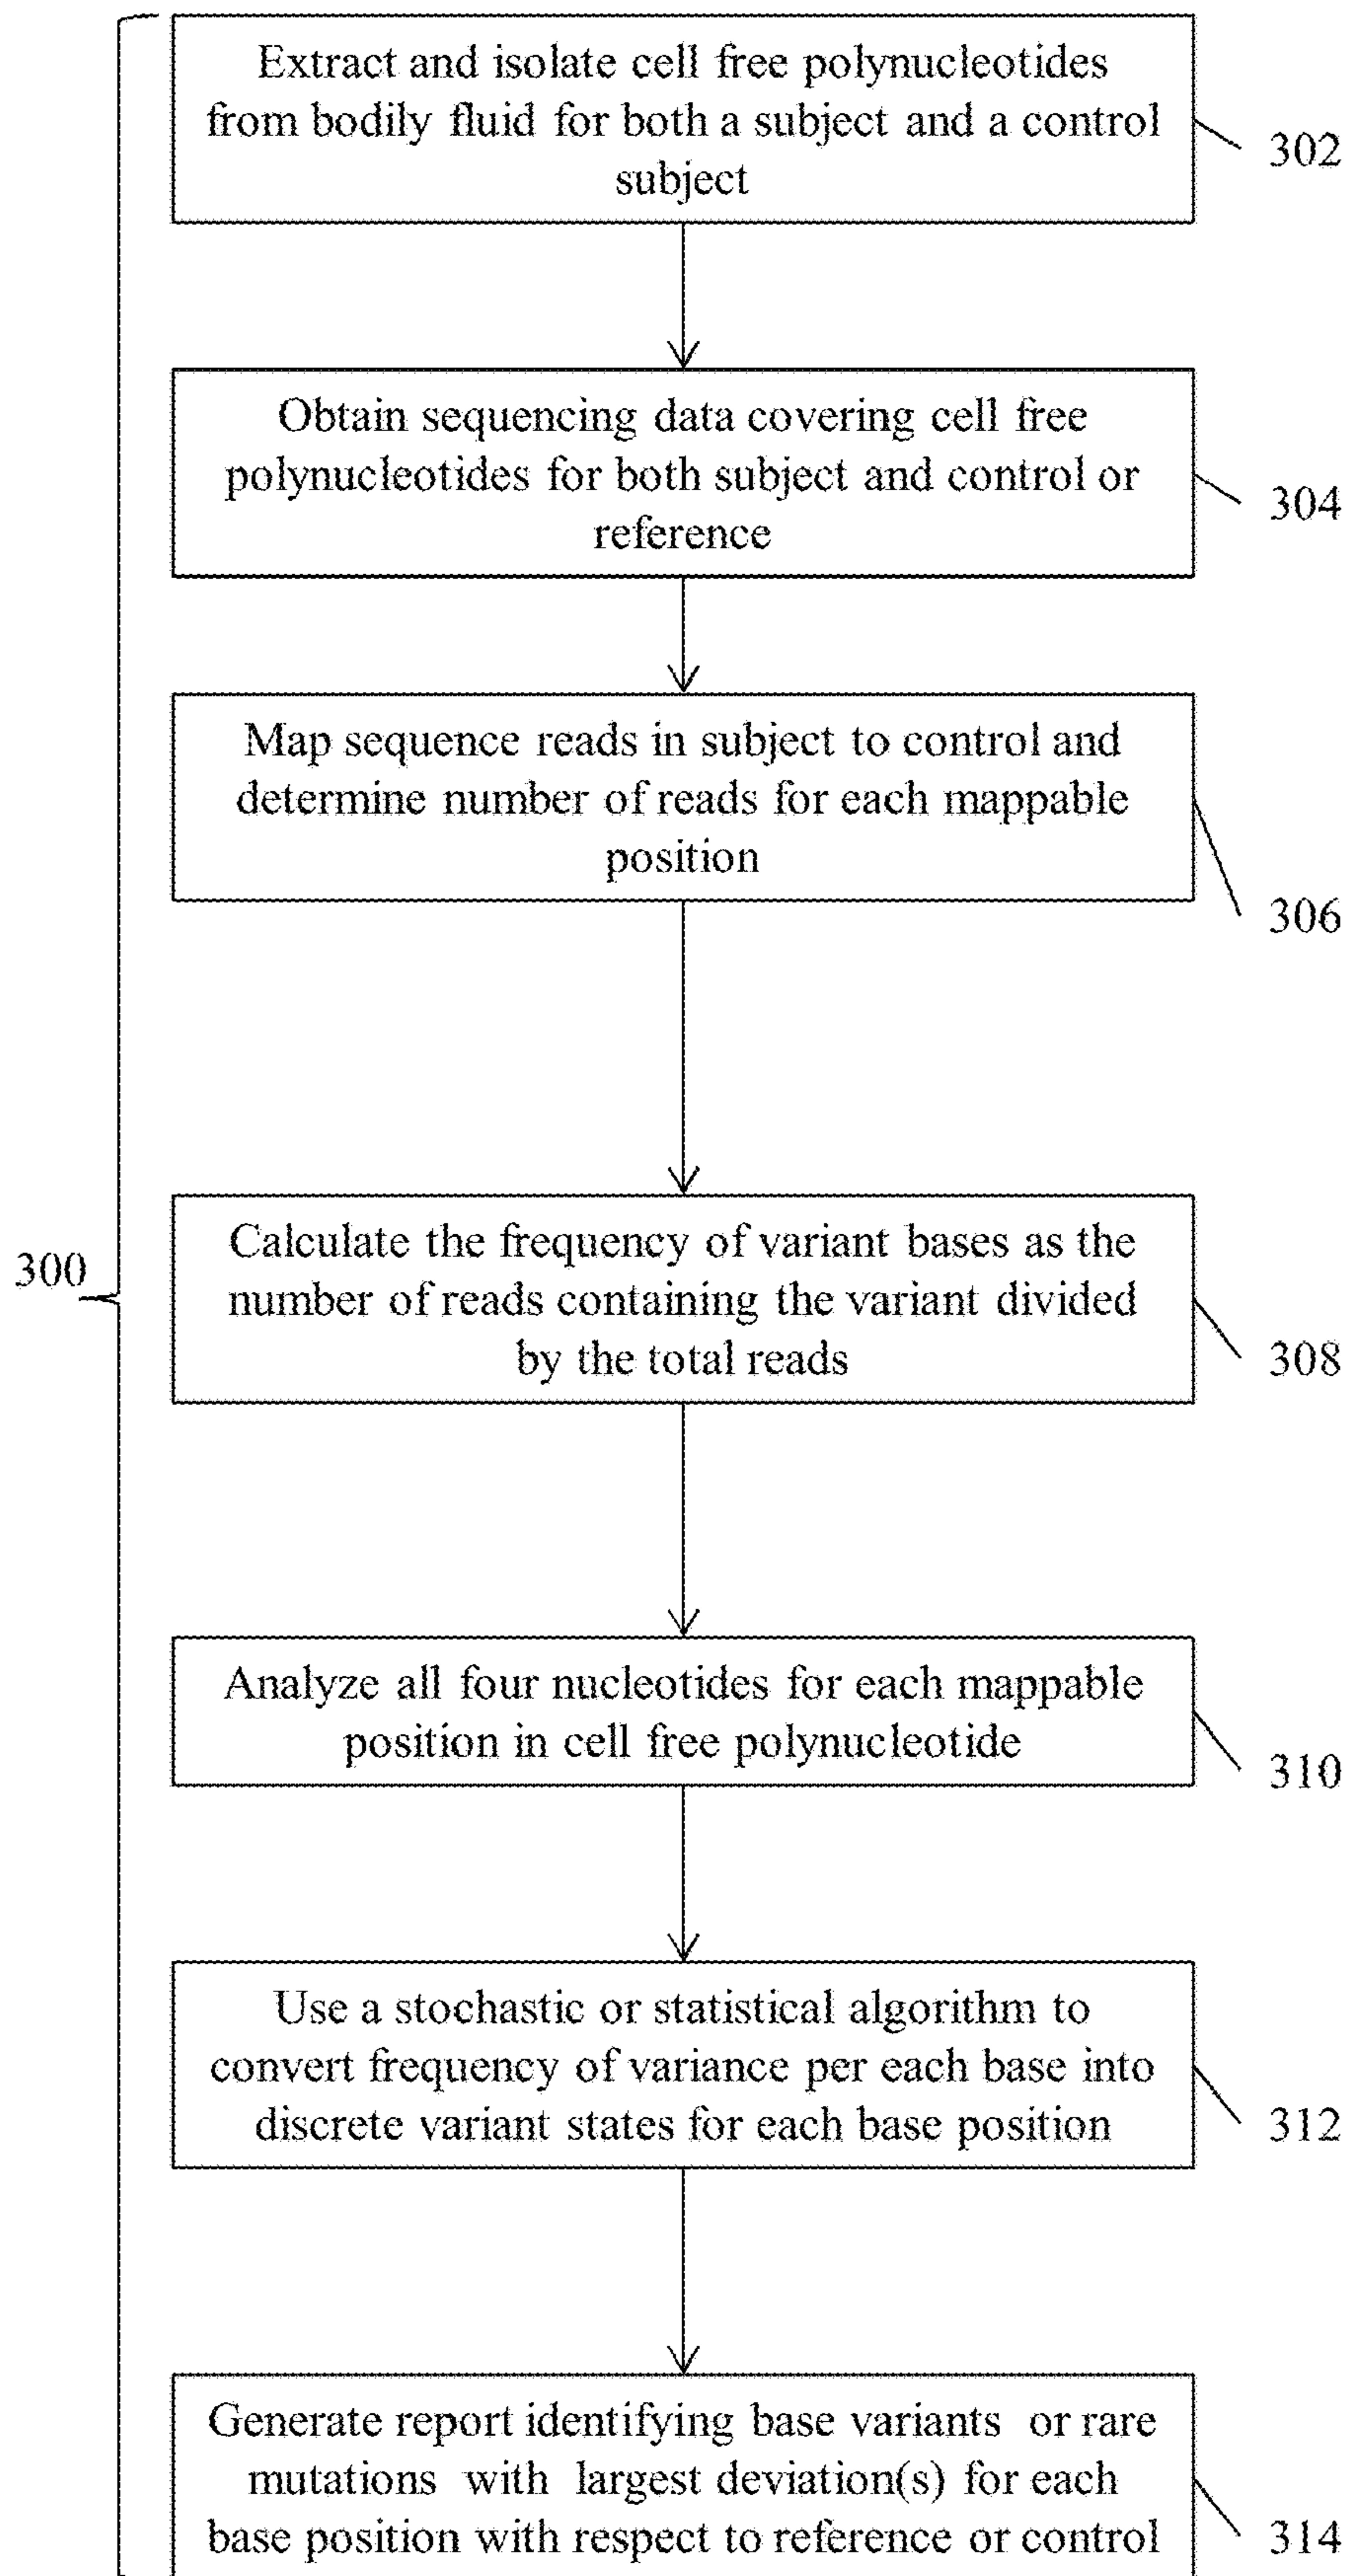 Extract and isolate cell free polynucleotides
from bodily fluid for both a subject and a control
subject
302
Obtain sequencing data covering cell free
polynucleotides for both subject and control or
reference
304
Map sequence reads in subject to control and
determine number of reads for each mappable
position
306
300
Calculate the frequency of variant bases as the
number of reads containing the variant divided
by the total reads
308
Analyze all four nucleotides for each mappable
position in cell free polynucleotide
310
Use a stochastic or statistical algorithm to
convert frequency of variance per each base into
discrete variant states for each base position
312
Generate report identifying base variants or rare
mutations with largest deviation(s) for each
base position with respect to reference or control
314